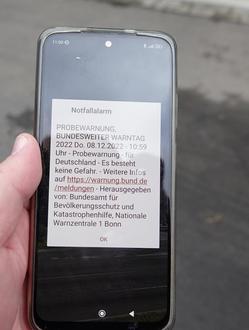 11:00
Notfallalarm
PROBEWARNUNG,
BUNDESWEITER WARNTAG
2022 Do. 08.12.2022 - 10:59
Uhr - Probewarnung - für
Deutschland - Es besteht
keine Gefahr. - Weitere Infos
auf https://warnung.bund.de
/meldungen - Herausgegeben
von: Bundesamt für
Bevölkerungsschutz und
Katastrophenhilfe, Nationale
Warnzentrale 1 Bonn
OK